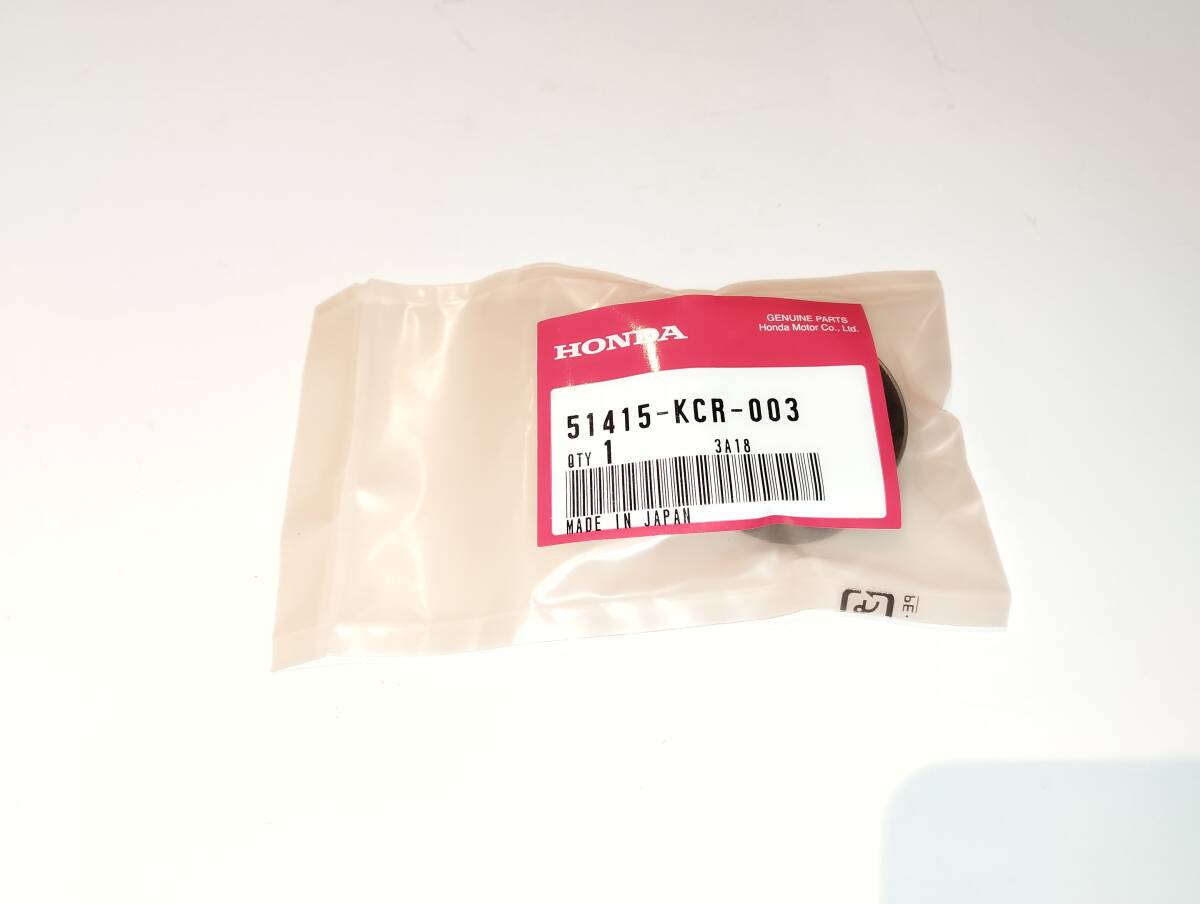 HONDA
GENUINE PARTS
Honda Motor Co., Ltd.
51415-KCR-003
QTY 1 3A18
MADE IN JAPAN